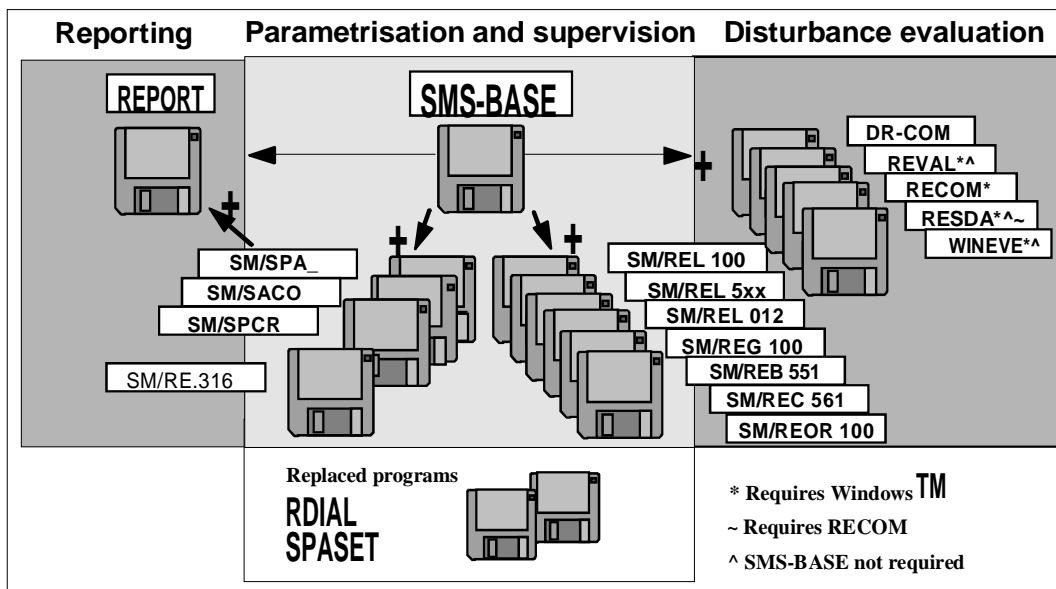 Reporting
Parametrisation and supervision
Disturbance evaluation
REPORT
SMS-BASE
DR-COM
REVAL*^
RECOM*
RESDA*^~
WINEVE*^
+
+
+
+
SM/SPA_
SM/SACO
SM/SPCR
SM/RE.316
SM/REL 100
SM/REL 5xx
SM/REL 012
SM/REG 100
SM/REB 551
SM/REC 561
SM/REOR 100
Replaced programs
RDIAL
SPASET
* Requires Windows TM
~ Requires RECOM
^ SMS-BASE not required